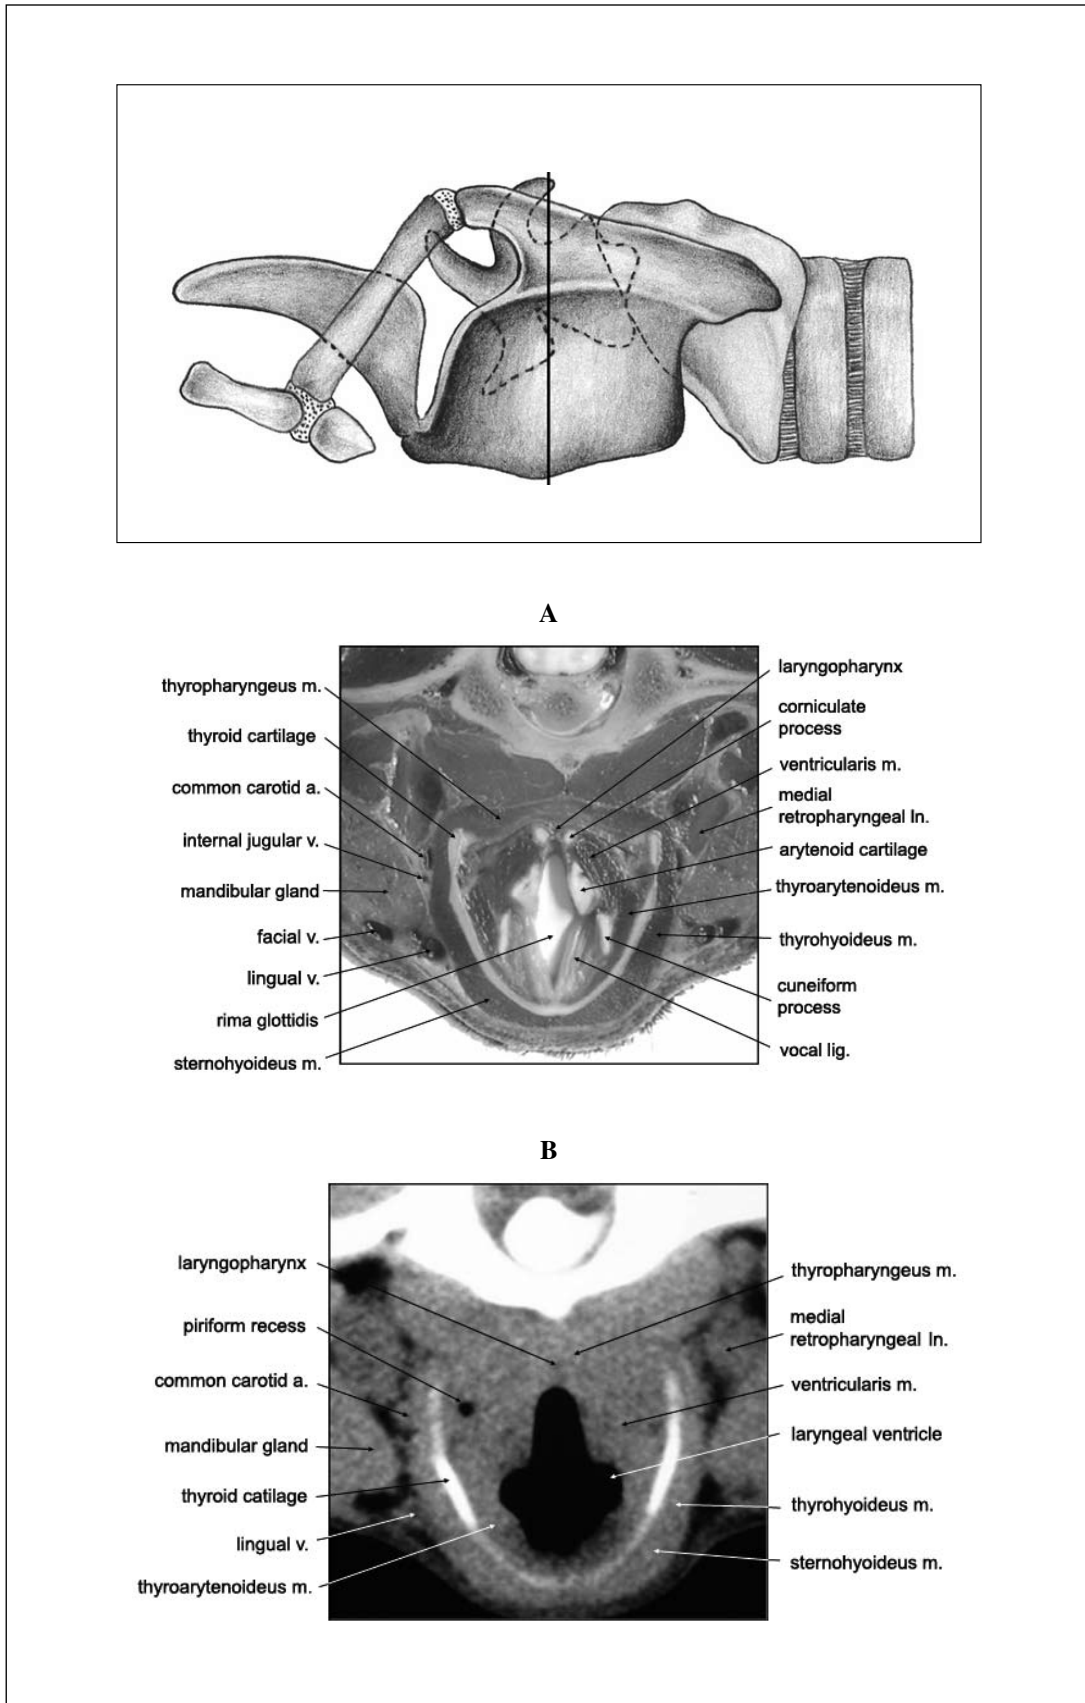 A
thyropharyngeus m.
thyroid cartilage
common carotid a.
internal jugular v.
mandibular gland
facial v.
lingual v.
rima glottidis
sternohyoideus m.
laryngopharynx
corniculate
process
ventricularis m.
medial
retropharyngeal ln.
arytenoid cartilage
thyroarytenoideus m.
thyrohyoideus m.
cuneiform
process
vocal lig.
B
laryngopharynx
piriform recess
common carotid a.
mandibular gland
thyroid catilage
lingual v.
thyroarytenoideus m.
thyropharyngeus m.
medial
retropharyngeal ln.
ventricularis m.
laryngeal ventricle
thyrohyoideus m.
sternohyoideus m.